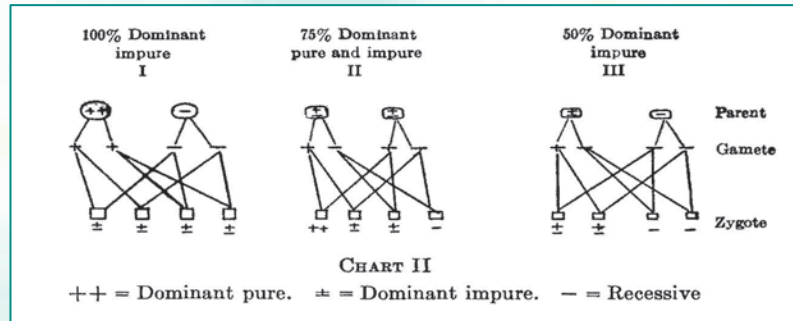 100% Dominant
impure
I
75% Dominant
pure and impure
II
50% Dominant
impure
III
++ − ± ± ± − Parent
+ + − − + − + − + − − − Gamete
Zygote
± ± ± ± ++ ± ± − ± ± − −
CHART II
++ = Dominant pure. ± = Dominant impure. − = Recessive